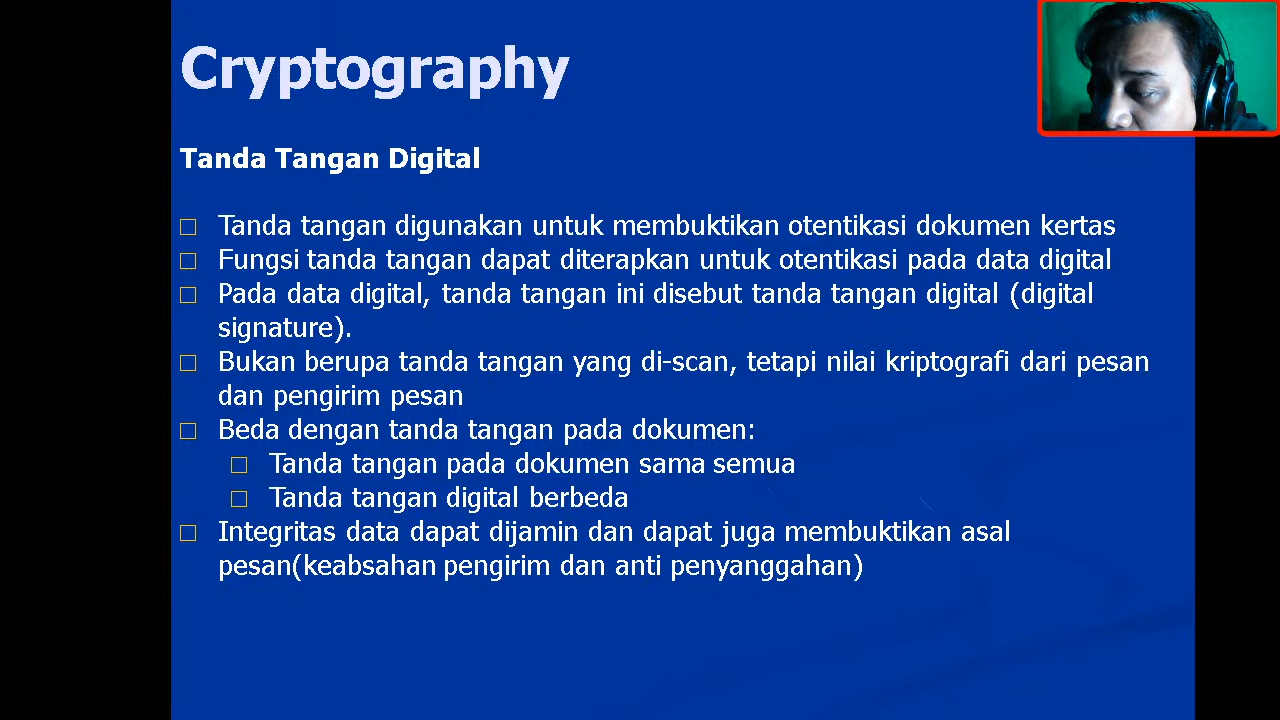 Cryptography
Tanda Tangan Digital
Tanda tangan digunakan untuk membuktikan otentikasi dokumen kertas
Fungsi tanda tangan dapat diterapkan untuk otentikasi pada data digital
Pada data digital, tanda tangan ini disebut tanda tangan digital (digital
signature).
Bukan berupa tanda tangan yang di-scan, tetapi nilai kriptografi dari pesan
dan pengirim pesan
Beda dengan tanda tangan pada dokumen:
Tanda tangan pada dokumen sama semua
Tanda tangan digital berbeda
Integritas data dapat dijamin dan dapat juga membuktikan asal
pesan(keabsahan pengirim dan anti penyanggahan)